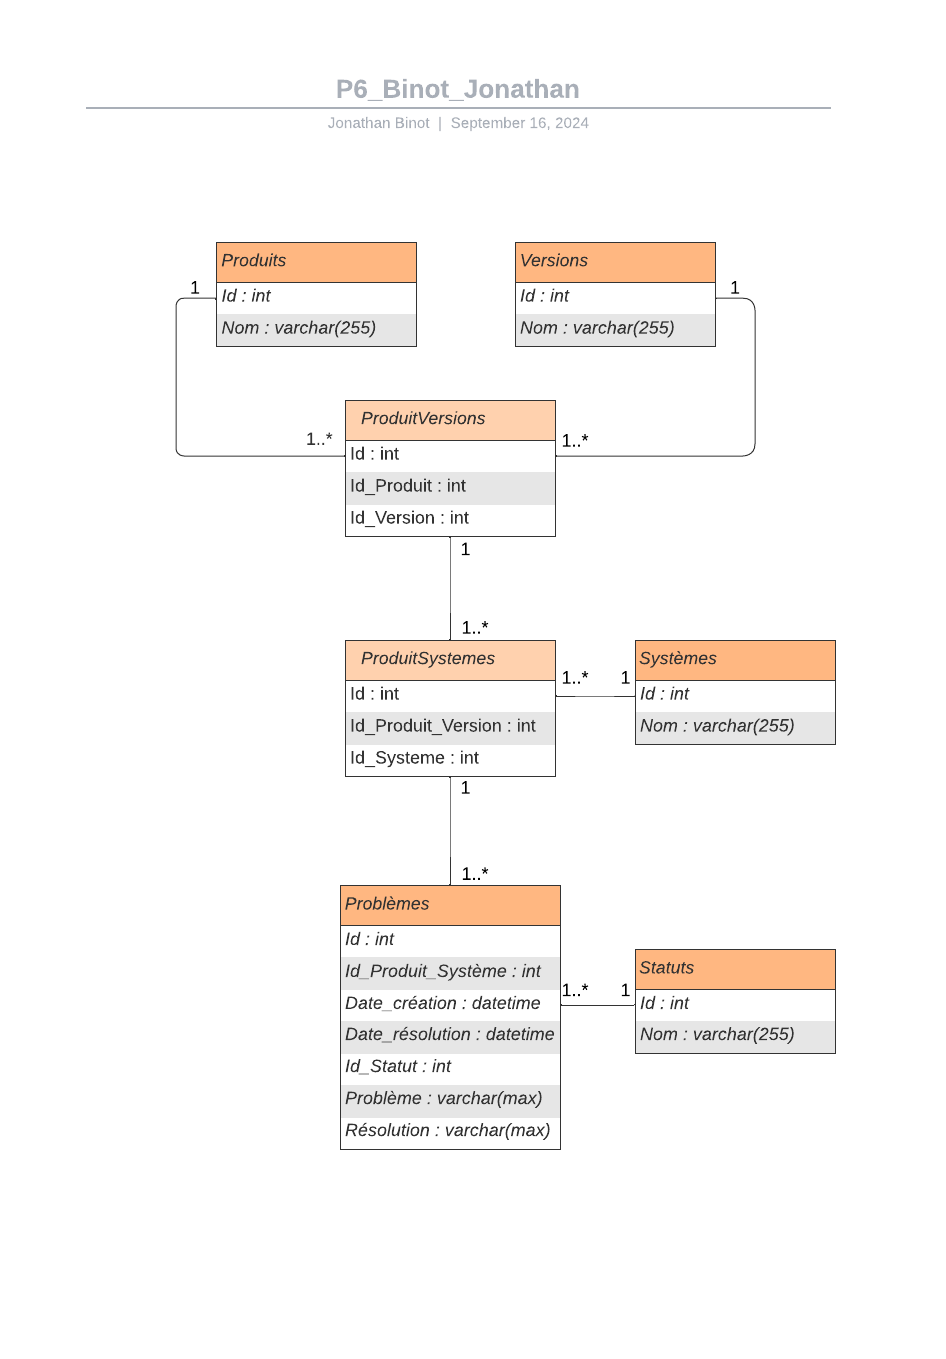 P6_Binot_Jonathan
Jonathan Binot | September 16, 2024
Produits
Id : int
Nom : varchar(255)
Versions
Id : int
Nom : varchar(255)
1
1
ProduitVersions
Id : int
Id_Produit : int
Id_Version : int
1..*
1..*
1
1..*
ProduitSystemes
Id : int
Id_Produit_Version : int
Id_Systeme : int
1..*
1
Systèmes
Id : int
Nom : varchar(255)
1
1..*
Problèmes
Id : int
Id_Produit_Système : int
Date_création : datetime
Date_résolution : datetime
Id_Statut : int
Problème : varchar(max)
Résolution : varchar(max)
1..*
1
Statuts
Id : int
Nom : varchar(255)